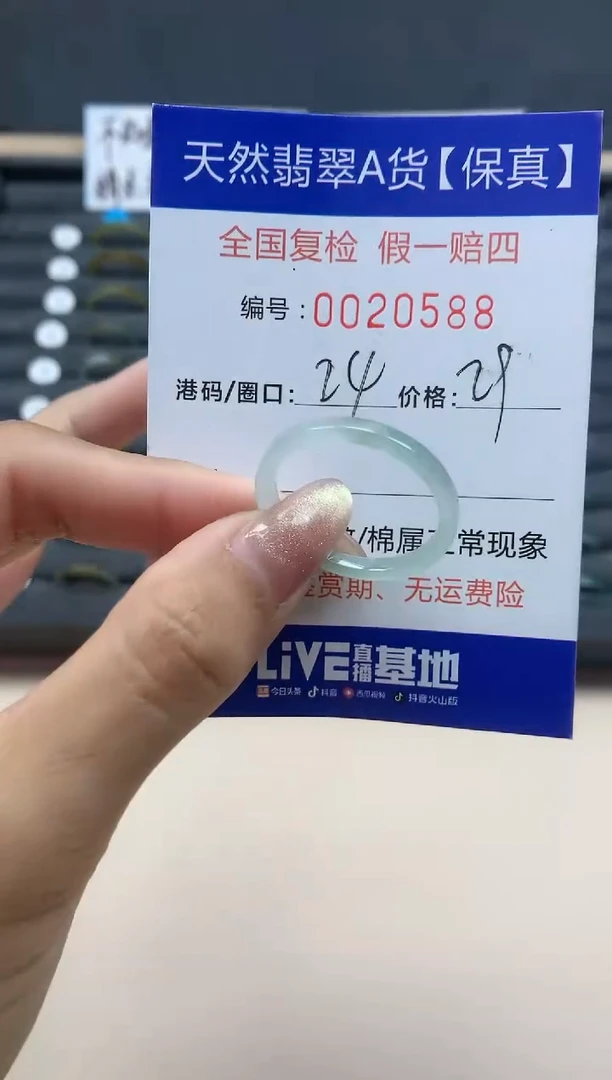 天然翡翠A货【保真】
全国复检 假一赔四
编号：0020588
港码/圈口：24 价格：29
/棉属正常现象
鉴赏期、无运费险
LiVE直播基地
今日头条 抖音 西瓜视频 抖音火山版